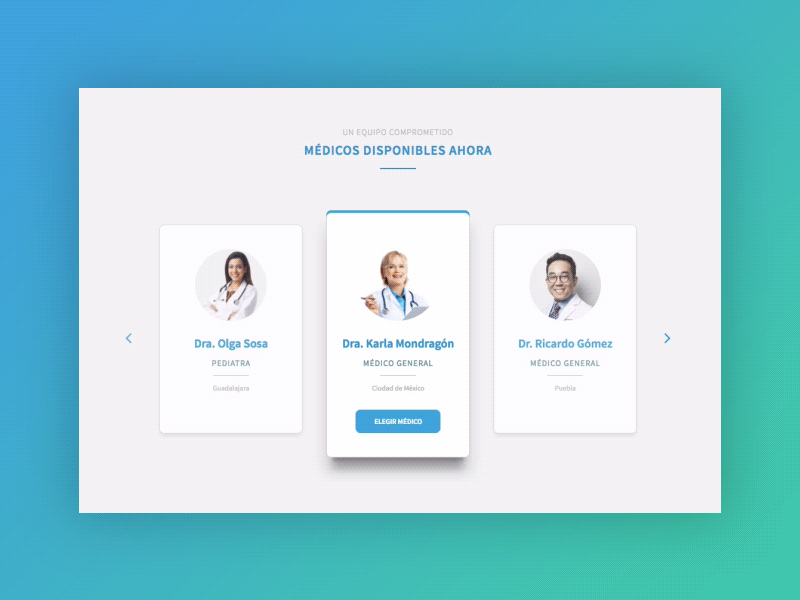 UN EQUIPO COMPROMETIDO
MÉDICOS DISPONIBLES AHORA
Dra. Olga Sosa
PEDIATRA
Guadalajara
Dra. Karla Mondragón
MÉDICO GENERAL
Ciudad de México
ELEGIR MÉDICO
Dr. Ricardo Gómez
MÉDICO GENERAL
Puebla